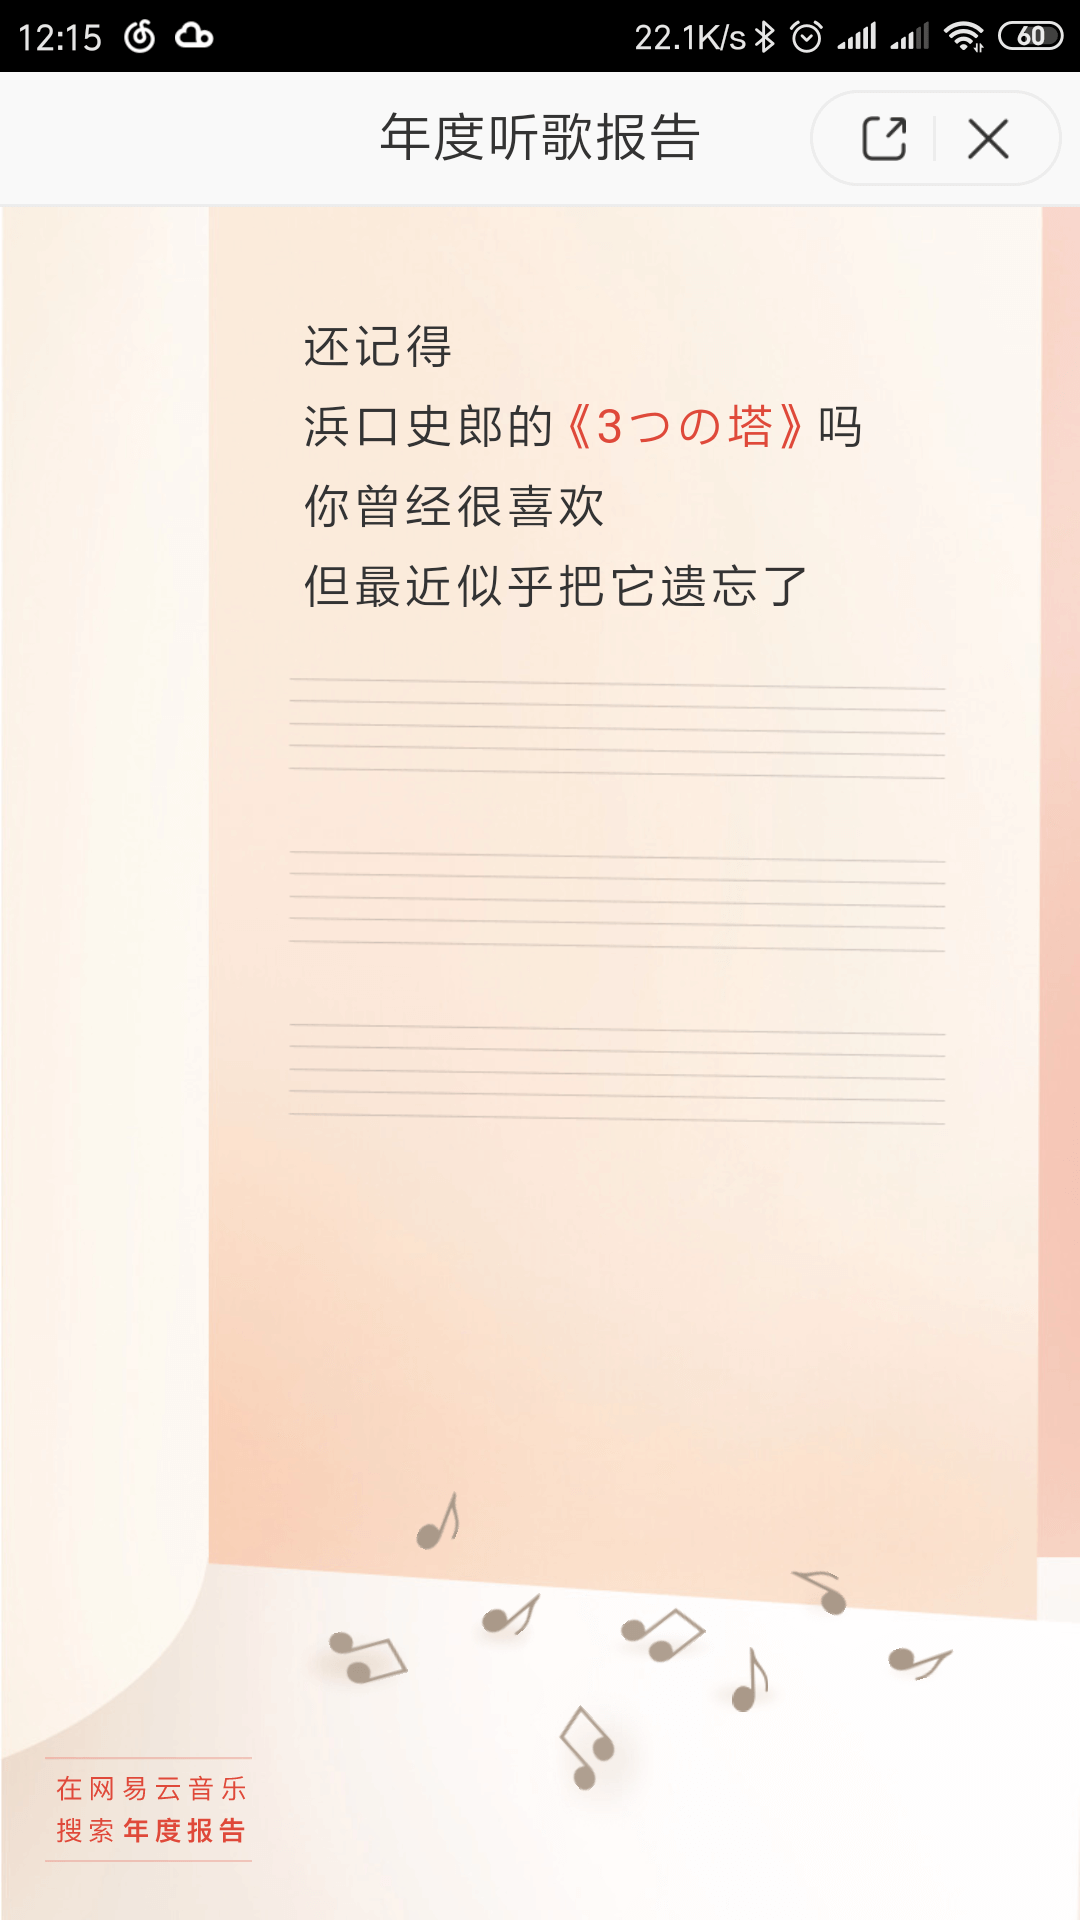 12:15 22.1K/s 60
年度听歌报告
还记得
浜口史郎的《3つの塔》吗
你曾经很喜欢
但最近似乎把它遗忘了
在网易云音乐
搜索年度报告